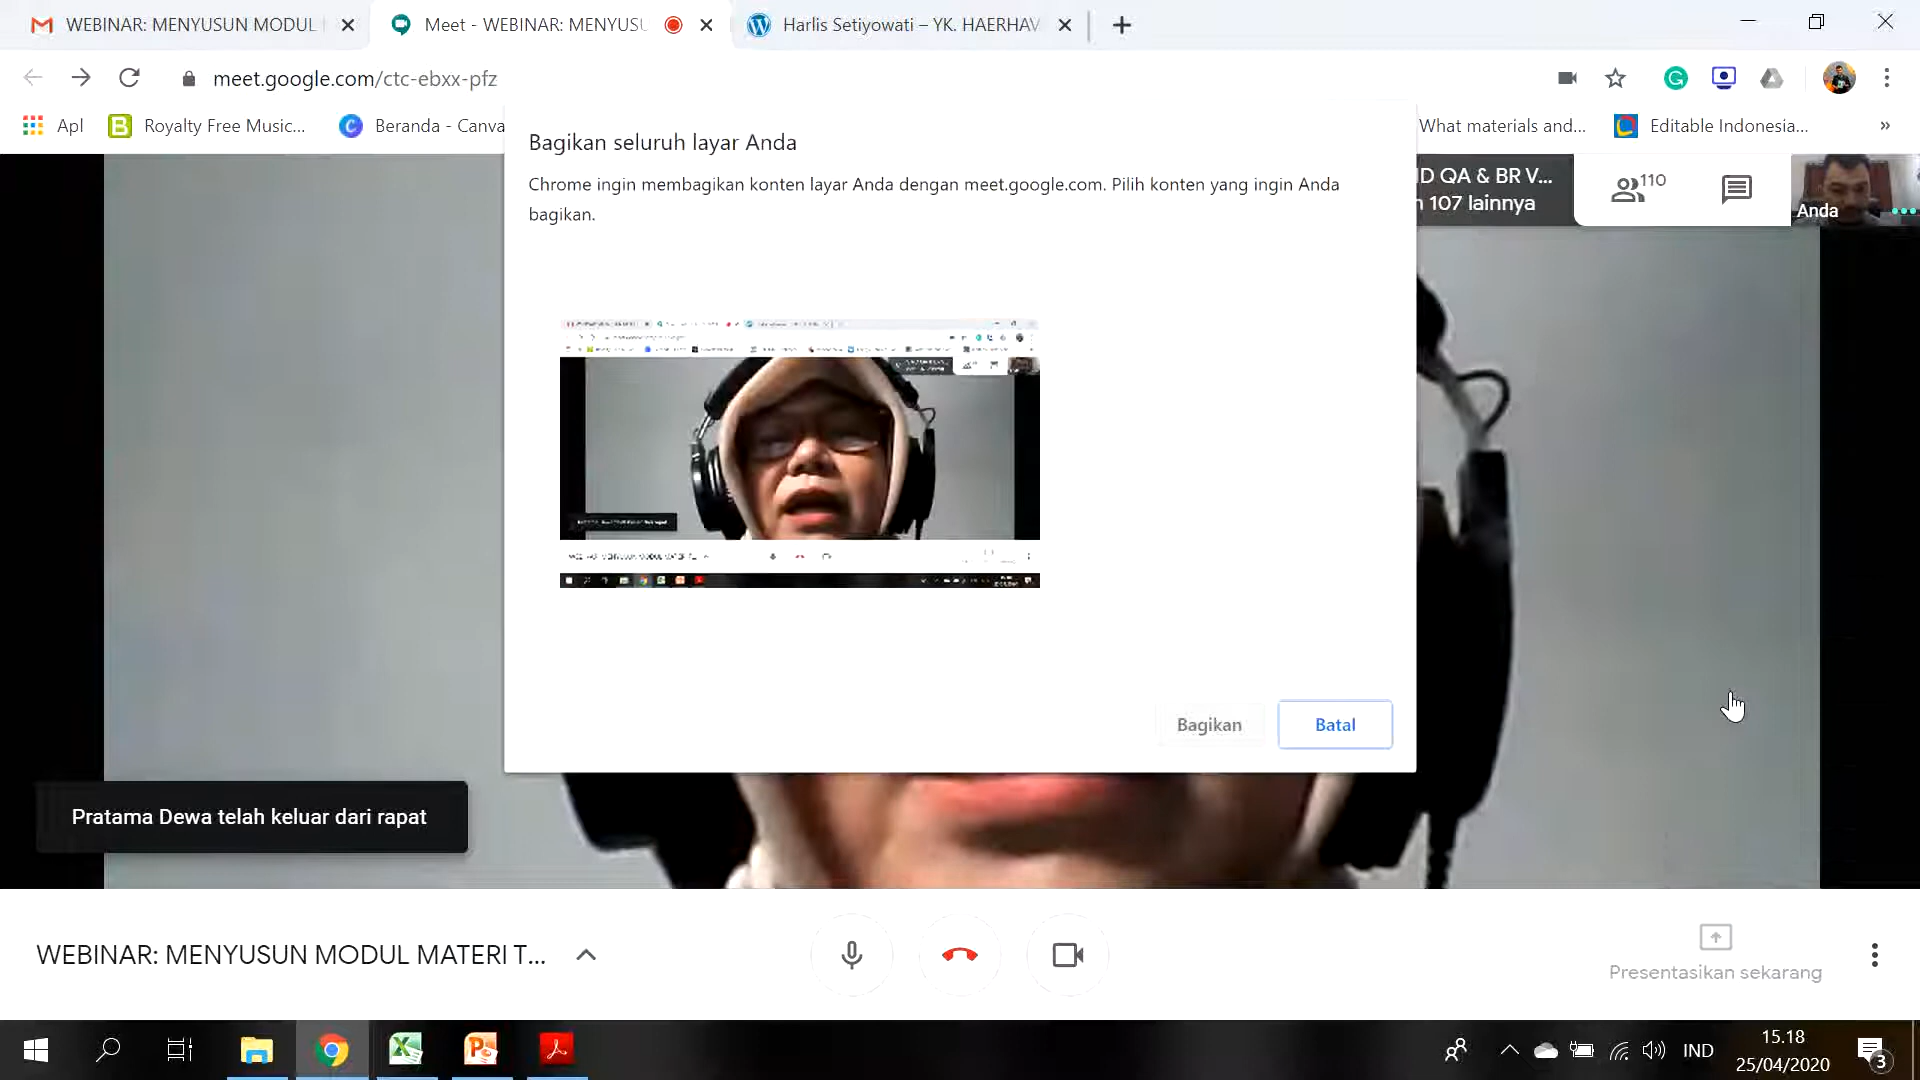 WEBINAR: MENYUSUN MODUL
Meet - WEBINAR: MENYUSU
Harlis Setiyowati – YK. HAERHAV
meet.google.com/ctc-ebxx-pfz
Apl
Royalty Free Music...
Beranda - Canva
What materials and...
Editable Indonesia...
Bagikan seluruh layar Anda
Chrome ingin membagikan konten layar Anda dengan meet.google.com. Pilih konten yang ingin Anda
bagikan.
D QA & BR V...
107 lainnya
110
Anda
Bagikan
Batal
Pratama Dewa telah keluar dari rapat
WEBINAR: MENYUSUN MODUL MATERI T...
Presentasikan sekarang
IND
15.18
25/04/2020
3